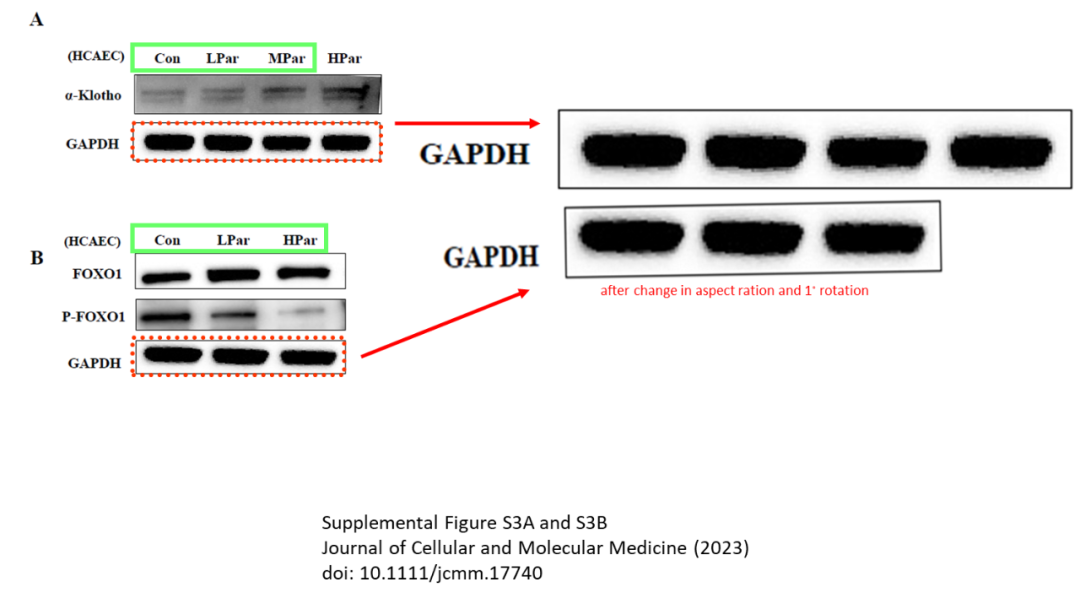 A
(HCAEC) Con LPar MPar HPar
α-Klotho
GAPDH
GAPDH
B
(HCAEC) Con LPar HPar
FOXO1
P-FOXO1
GAPDH
GAPDH
after change in aspect ration and 1° rotation
Supplemental Figure S3A and S3B
Journal of Cellular and Molecular Medicine (2023)
doi: 10.1111/jcmm.17740